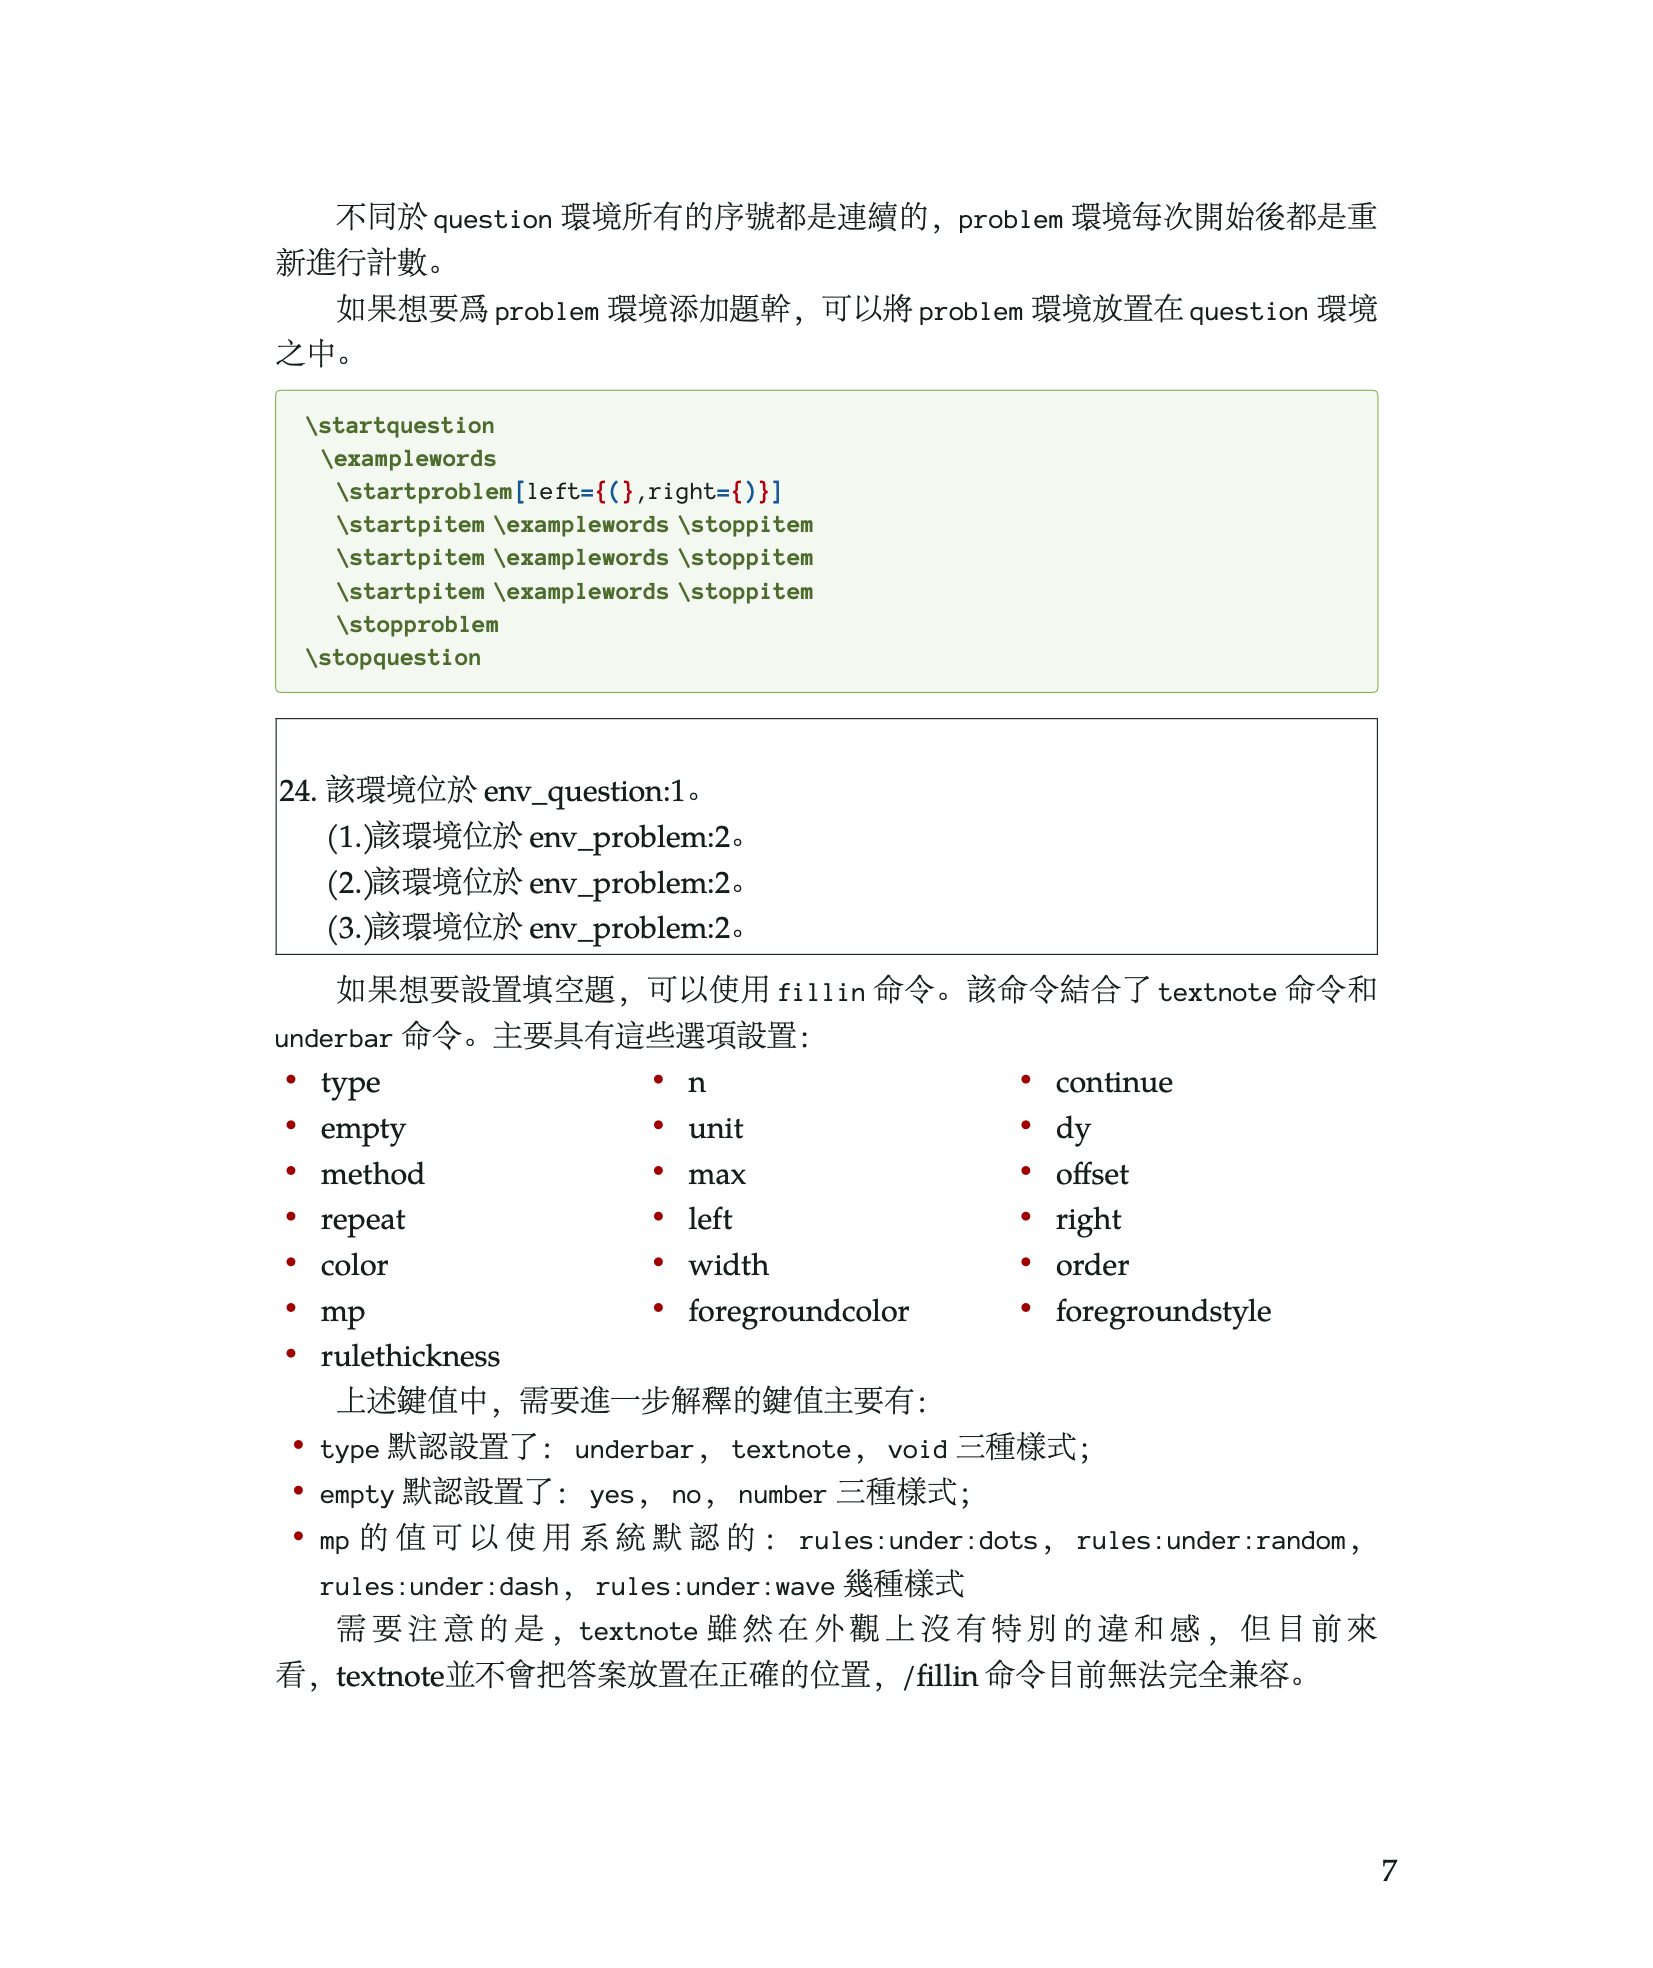 不同於 question 環境所有的序號都是連續的，problem 環境每次開始後都是重
新進行計數。
如果想要爲 problem 環境添加題幹，可以將 problem 環境放置在 question 環境
之中。
\startquestion
\examplewords
\startproblem[left={(},right={)}]
\startpitem \examplewords \stoppitem
\startpitem \examplewords \stoppitem
\startpitem \examplewords \stoppitem
\stopproblem
\stopquestion
24. 該環境位於 env_question:1。
(1.)該環境位於 env_problem:2。
(2.)該環境位於 env_problem:2。
(3.)該環境位於 env_problem:2。
如果想要設置填空題，可以使用 fillin 命令。該命令結合了 textnote 命令和
underbar 命令。主要具有這些選項設置：
• type • n • continue
• empty • unit • dy
• method • max • offset
• repeat • left • right
• color • width • order
• mp • foregroundcolor • foregroundstyle
• rulethickness
上述鍵值中，需要進一步解釋的鍵值主要有：
• type 默認設置了： underbar， textnote， void 三種樣式；
• empty 默認設置了： yes， no， number 三種樣式；
• mp 的值可以使用系統默認的： rules:under:dots， rules:under:random，
rules:under:dash， rules:under:wave 幾種樣式
需要注意的是，textnote 雖然在外觀上沒有特別的違和感，但目前來
看，textnote並不會把答案放置在正確的位置，/fillin 命令目前無法完全兼容。
7